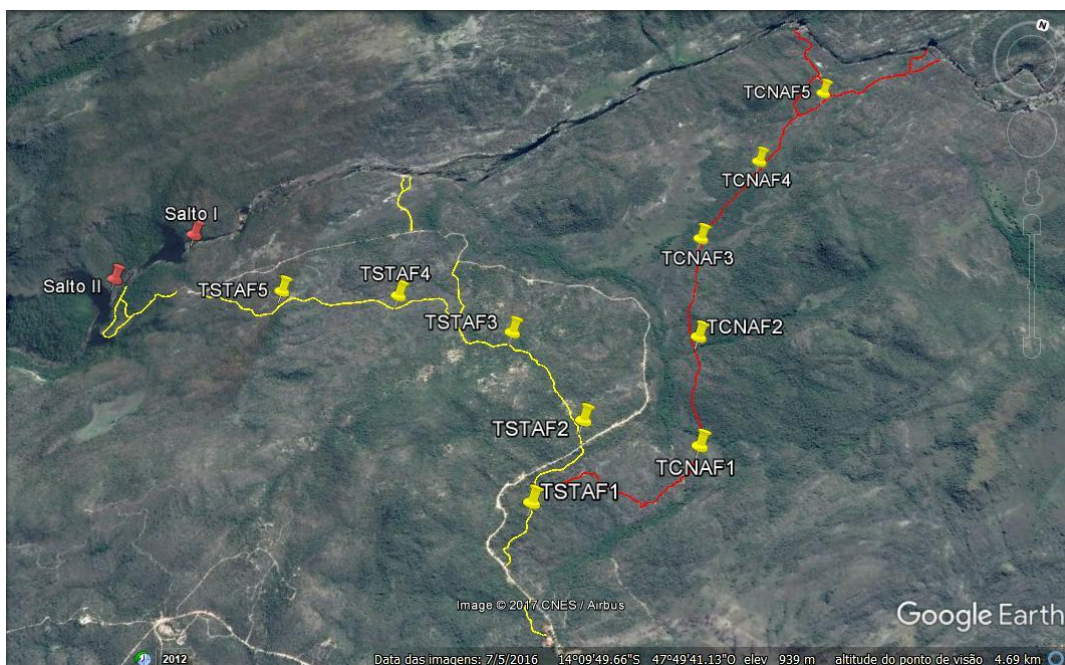 N
TCNAF5
TCNAF4
Salto I
TCNAF3
Salto II
TSTAF5
TSTAF4
TSTAF3
TCNAF2
TSTAF2
TCNAF1
TSTAF1
Image © 2017 CNES / Airbus
Google Earth
2012
Data das imagens: 7/5/2016 14°09'49.66"S 47°49'41.13"O elev 939 m altitude do ponto de visão 4.69 km